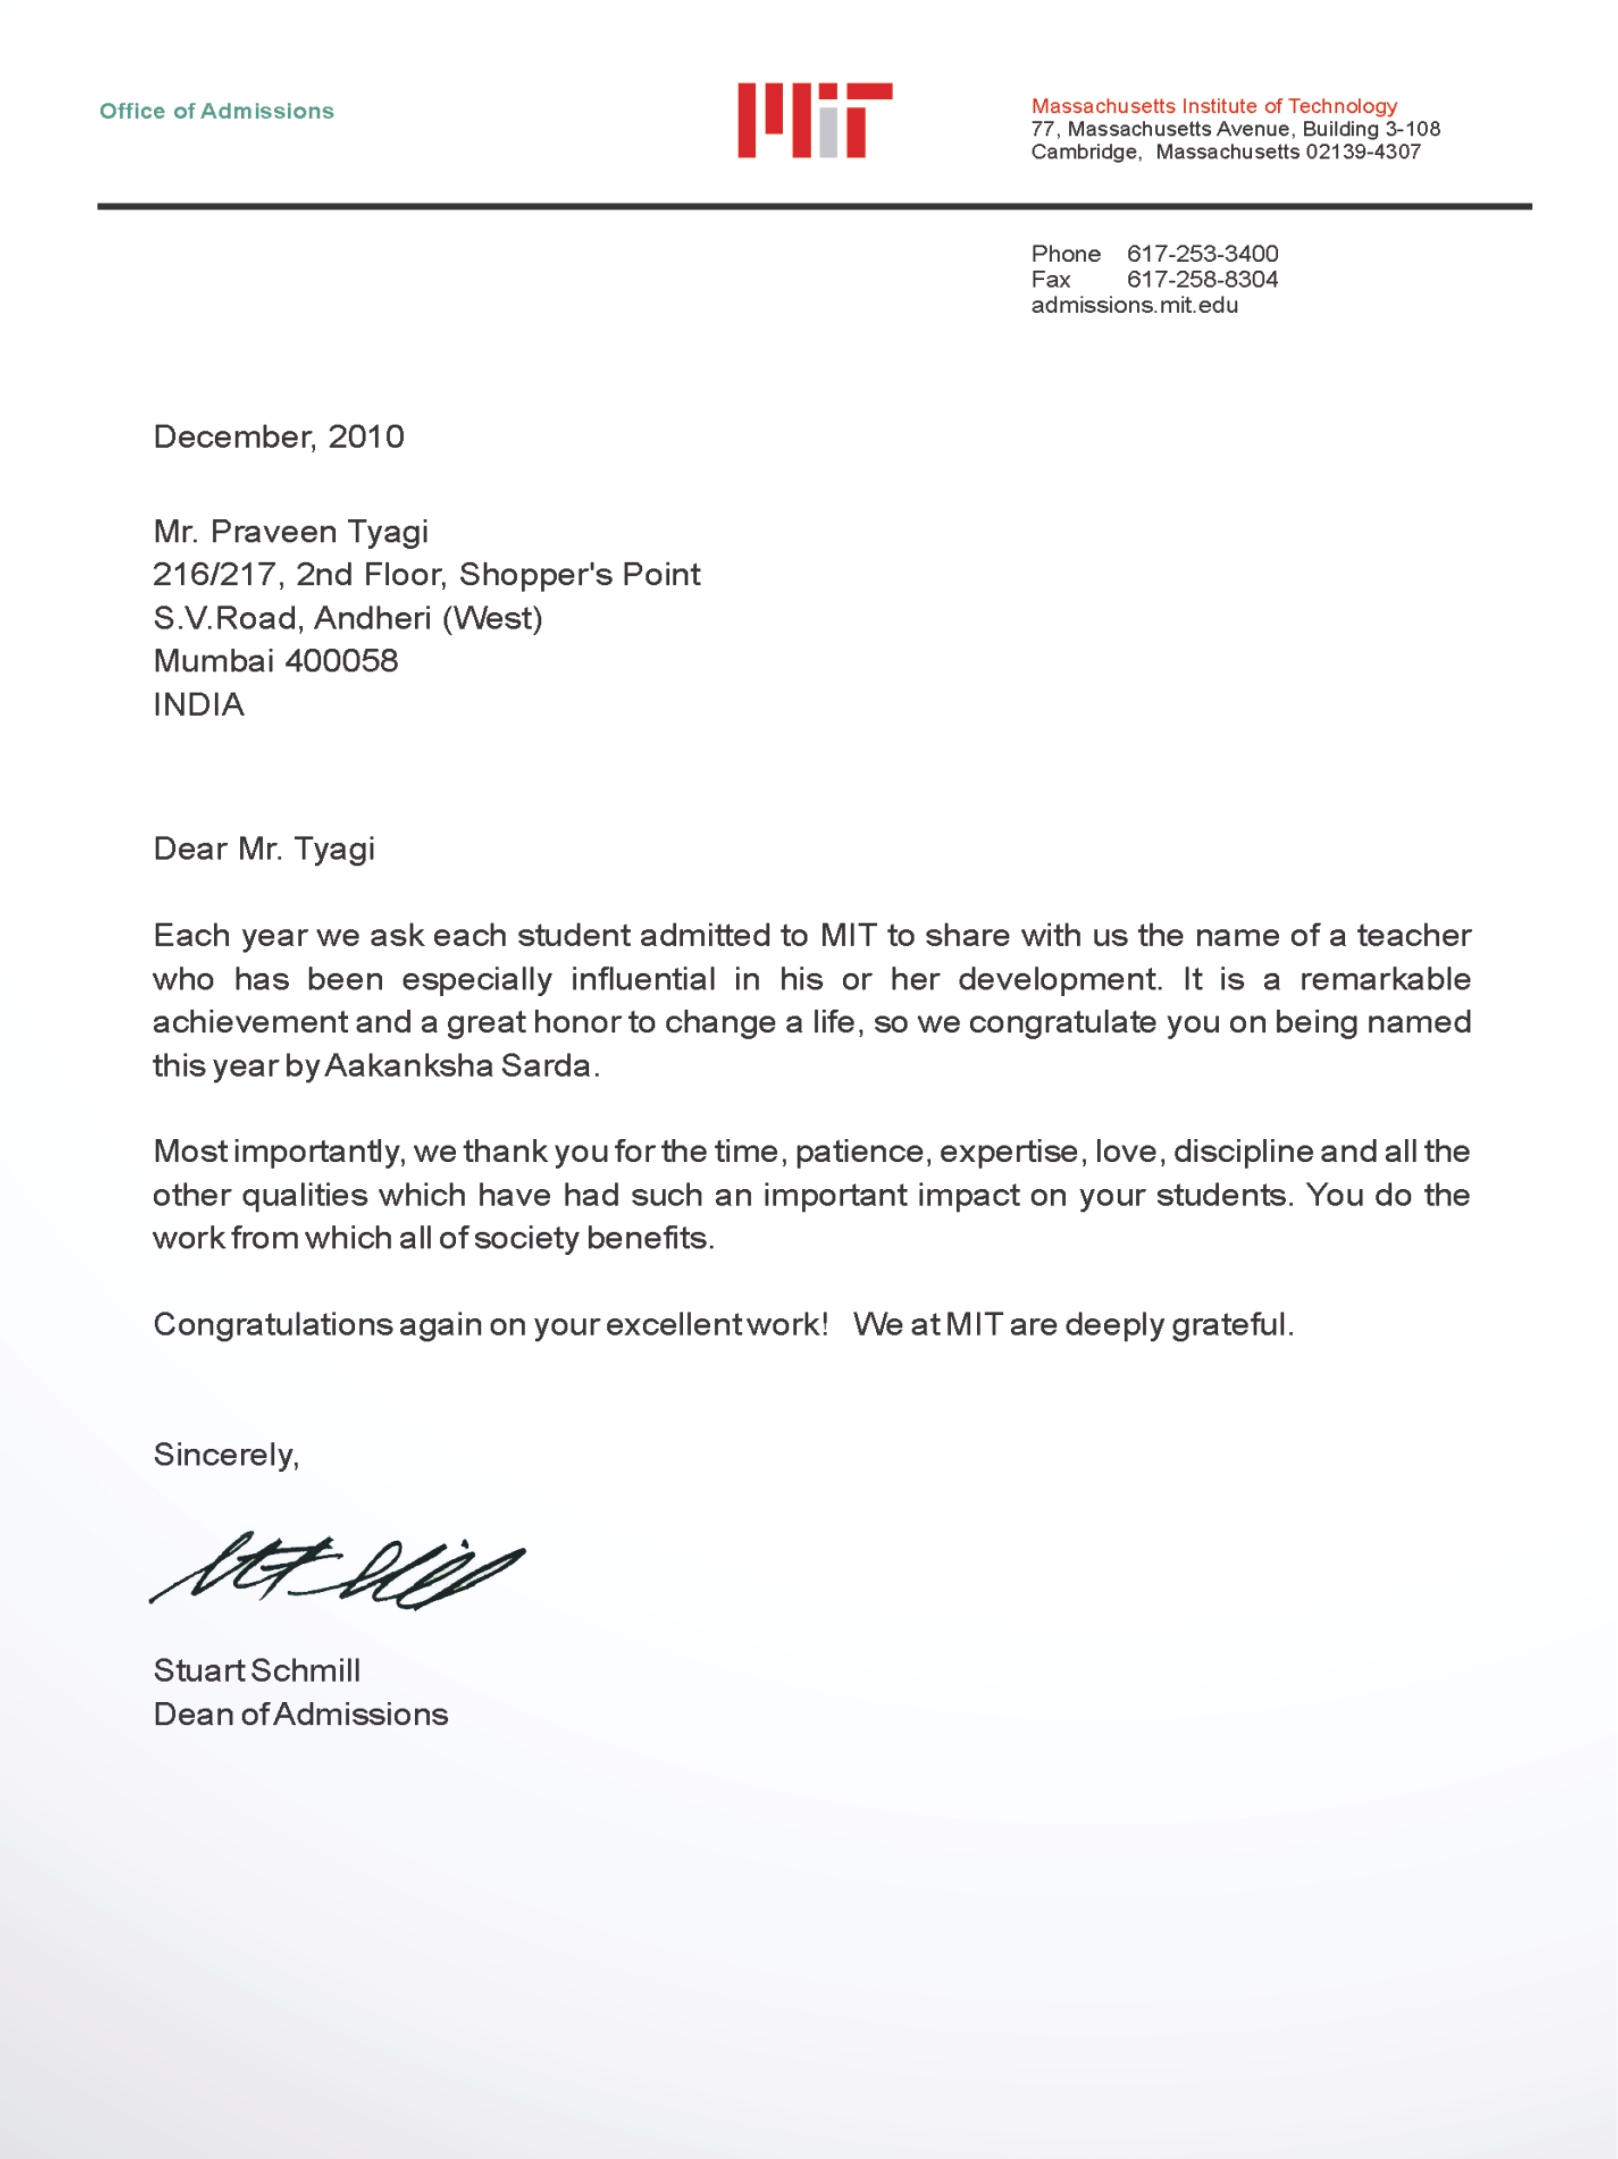 Office of Admissions
MIT
Massachusetts Institute of Technology
77, Massachusetts Avenue, Building 3-108
Cambridge, Massachusetts 02139-4307
Phone 617-253-3400
Fax 617-258-8304
admissions.mit.edu
December, 2010
Mr. Praveen Tyagi
216/217, 2nd Floor, Shopper's Point
S.V.Road, Andheri (West)
Mumbai 400058
INDIA
Dear Mr. Tyagi
Each year we ask each student admitted to MIT to share with us the name of a teacher
who has been especially influential in his or her development. It is a remarkable
achievement and a great honor to change a life, so we congratulate you on being named
this year by Aakanksha Sarda.
Most importantly, we thank you for the time, patience, expertise, love, discipline and all the
other qualities which have had such an important impact on your students. You do the
work from which all of society benefits.
Congratulations again on your excellent work! We at MIT are deeply grateful.
Sincerely,
Stuart Schmill
Dean of Admissions